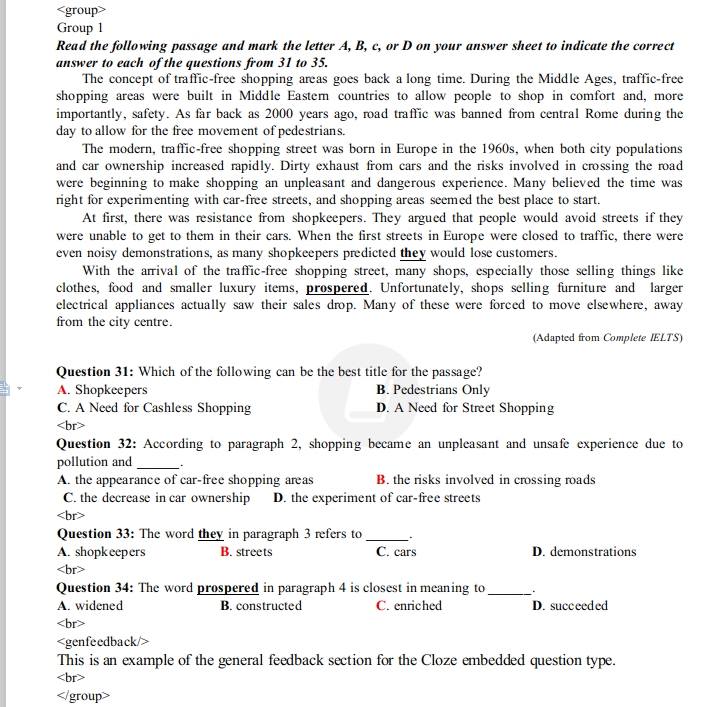 <group>
Group 1
Read the following passage and mark the letter A, B, c, or D on your answer sheet to indicate the correct
answer to each of the questions from 31 to 35.
The concept of traffic-free shopping areas goes back a long time. During the Middle Ages, traffic-free
shopping areas were built in Middle Eastern countries to allow people to shop in comfort and, more
importantly, safety. As far back as 2000 years ago, road traffic was banned from central Rome during the
day to allow for the free movement of pedestrians.
The modern, traffic-free shopping street was born in Europe in the 1960s, when both city populations
and car ownership increased rapidly. Dirty exhaust from cars and the risks involved in crossing the road
were beginning to make shopping an unpleasant and dangerous experience. Many believed the time was
right for experimenting with car-free streets, and shopping areas seemed the best place to start.
At first, there was resistance from shopkeepers. They argued that people would avoid streets if they
were unable to get to them in their cars. When the first streets in Europe were closed to traffic, there were
even noisy demonstrations, as many shopkeepers predicted they would lose customers.
With the arrival of the traffic-free shopping street, many shops, especially those selling things like
clothes, food and smaller luxury items, prospered. Unfortunately, shops selling furniture and larger
electrical appliances actually saw their sales drop. Many of these were forced to move elsewhere, away
from the city centre.
(Adapted from Complete IELTS)
Question 31: Which of the following can be the best title for the passage?
A. Shopkeepers B. Pedestrians Only
C. A Need for Cashless Shopping D. A Need for Street Shopping
<br>
Question 32: According to paragraph 2, shopping became an unpleasant and unsafe experience due to
pollution and ______.
A. the appearance of car-free shopping areas B. the risks involved in crossing roads
C. the decrease in car ownership D. the experiment of car-free streets
<br>
Question 33: The word they in paragraph 3 refers to ______.
A. shopkeepers B. streets C. cars D. demonstrations
<br>
Question 34: The word prospered in paragraph 4 is closest in meaning to ______.
A. widened B. constructed C. enriched D. succeeded
<br>
<genfeedback/>
This is an example of the general feedback section for the Cloze embedded question type.
<br>
</group>